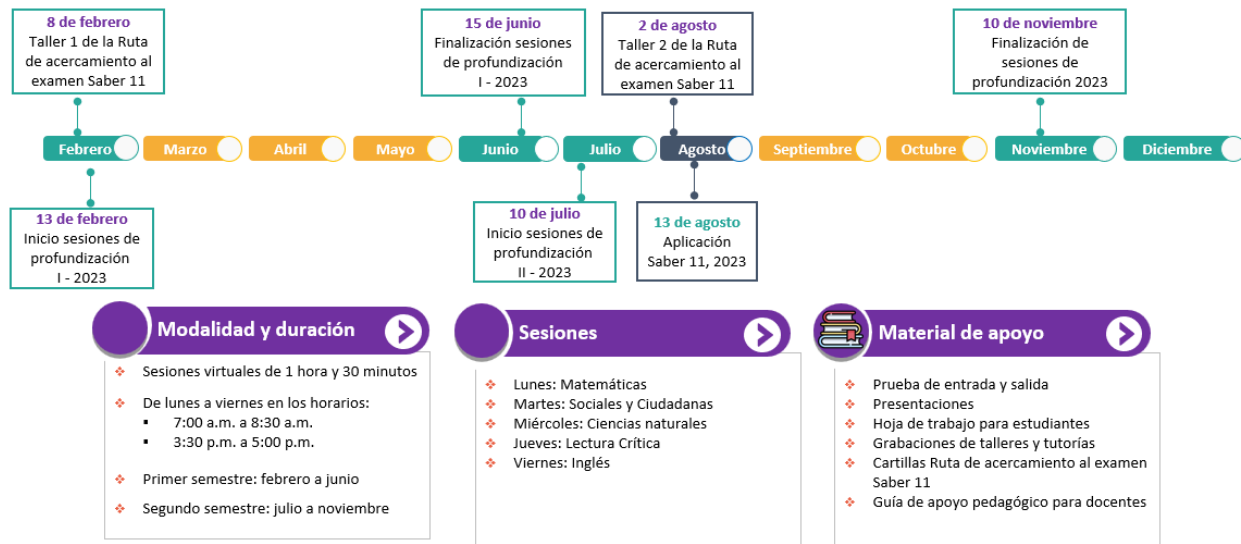 8 de febrero
Taller 1 de la Ruta
de acercamiento al
examen Saber 11
15 de junio
Finalización sesiones
de profundización
I - 2023
2 de agosto
Taller 2 de la Ruta
de acercamiento al
examen Saber 11
10 de noviembre
Finalización de
sesiones de
profundización 2023
Febrero
Marzo
Abril
Mayo
Junio
Julio
Agosto
Septiembre
Octubre
Noviembre
Diciembre
13 de febrero
Inicio sesiones de
profundización
I - 2023
10 de julio
Inicio sesiones de
profundización
II - 2023
13 de agosto
Aplicación
Saber 11, 2023
Modalidad y duración
Sesiones virtuales de 1 hora y 30 minutos
De lunes a viernes en los horarios:
7:00 a.m. a 8:30 a.m.
3:30 p.m. a 5:00 p.m.
Primer semestre: febrero a junio
Segundo semestre: julio a noviembre
Sesiones
Lunes: Matemáticas
Martes: Sociales y Ciudadanas
Miércoles: Ciencias naturales
Jueves: Lectura Crítica
Viernes: Inglés
Material de apoyo
Prueba de entrada y salida
Presentaciones
Hoja de trabajo para estudiantes
Grabaciones de talleres y tutorías
Cartillas Ruta de acercamiento al examen
Saber 11
Guía de apoyo pedagógico para docentes